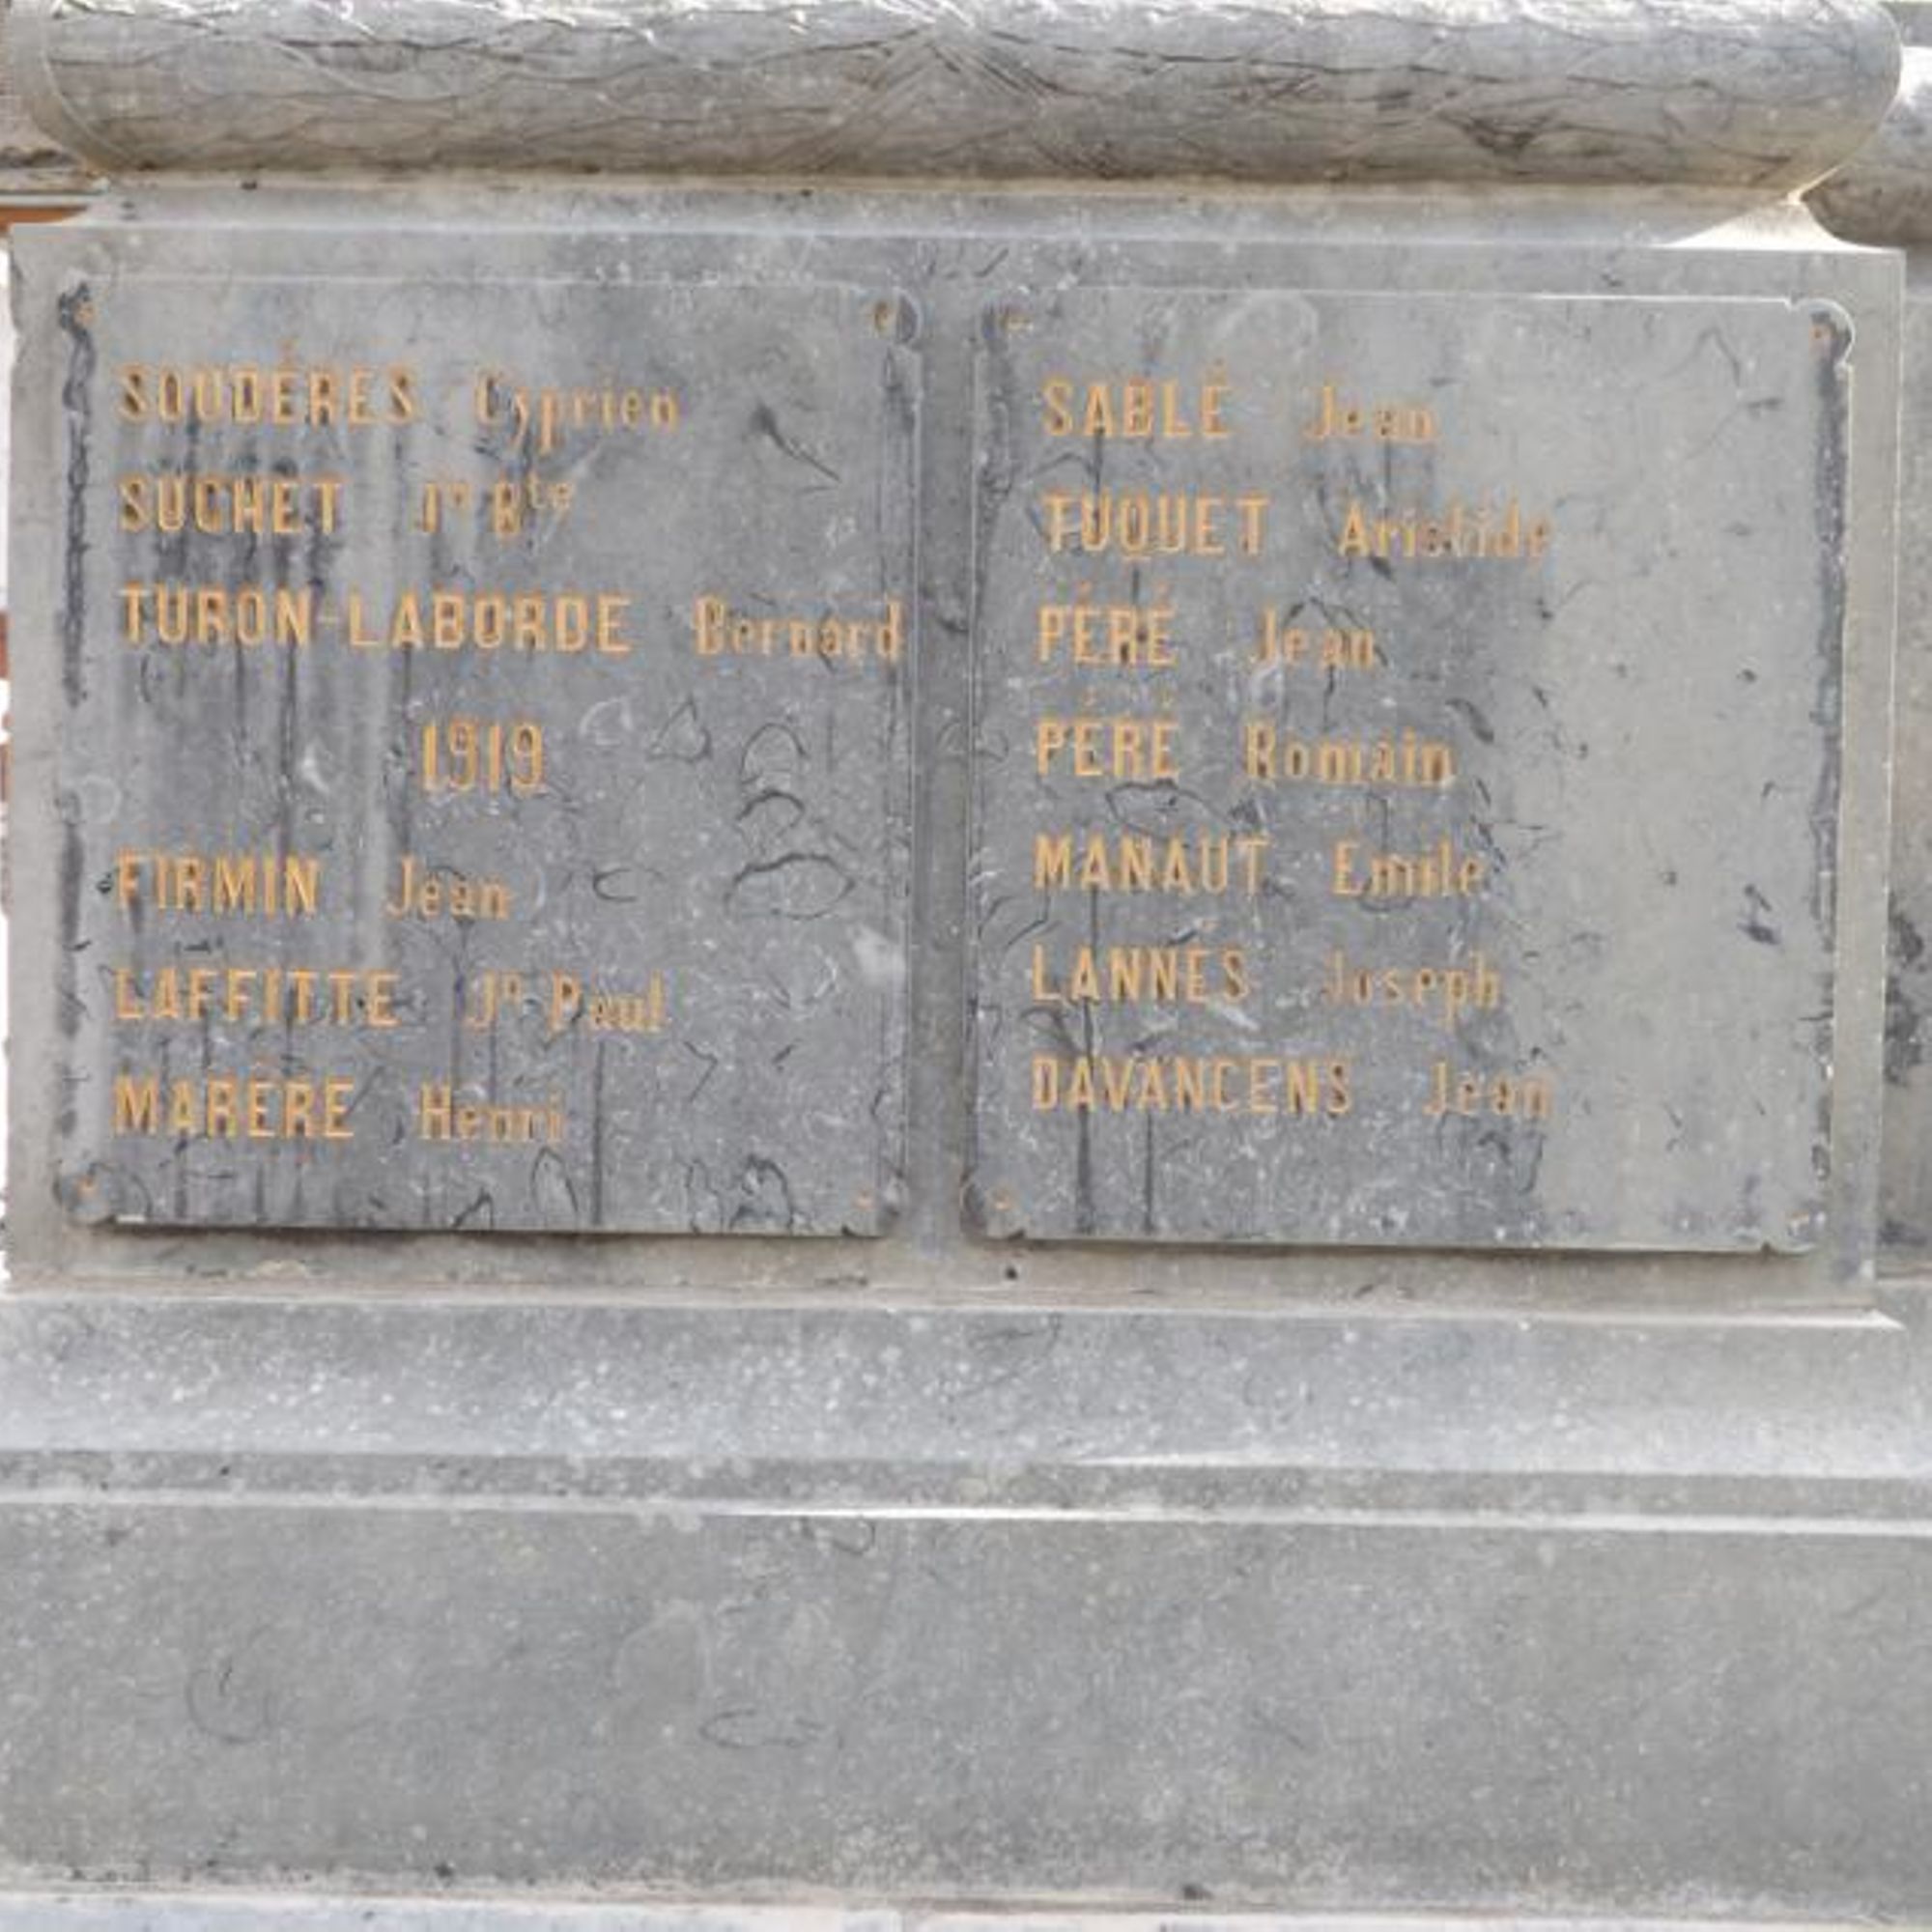 SOUDÉRES Cyprien
SUCHET Jn Bte
TURON-LABORDE Bernard
1919
FIRMIN Jean
LAFFITTE Jn Paul
MARÈRE Henri
SABLÉ Jean
TUQUET Aristide
PÉRÉ Jean
PÉRÉ Romain
MANAUT Emile
LANNES Joseph
DAVANCENS Jean